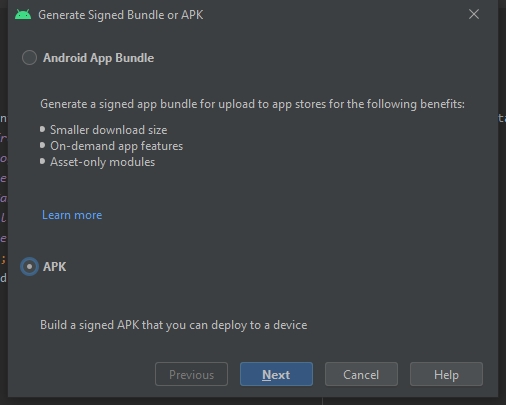 Generate Signed Bundle or APK
Android App Bundle
Generate a signed app bundle for upload to app stores for the following benefits:
Smaller download size
On-demand app features
Asset-only modules
Learn more
APK
Build a signed APK that you can deploy to a device
Previous Next Cancel Help